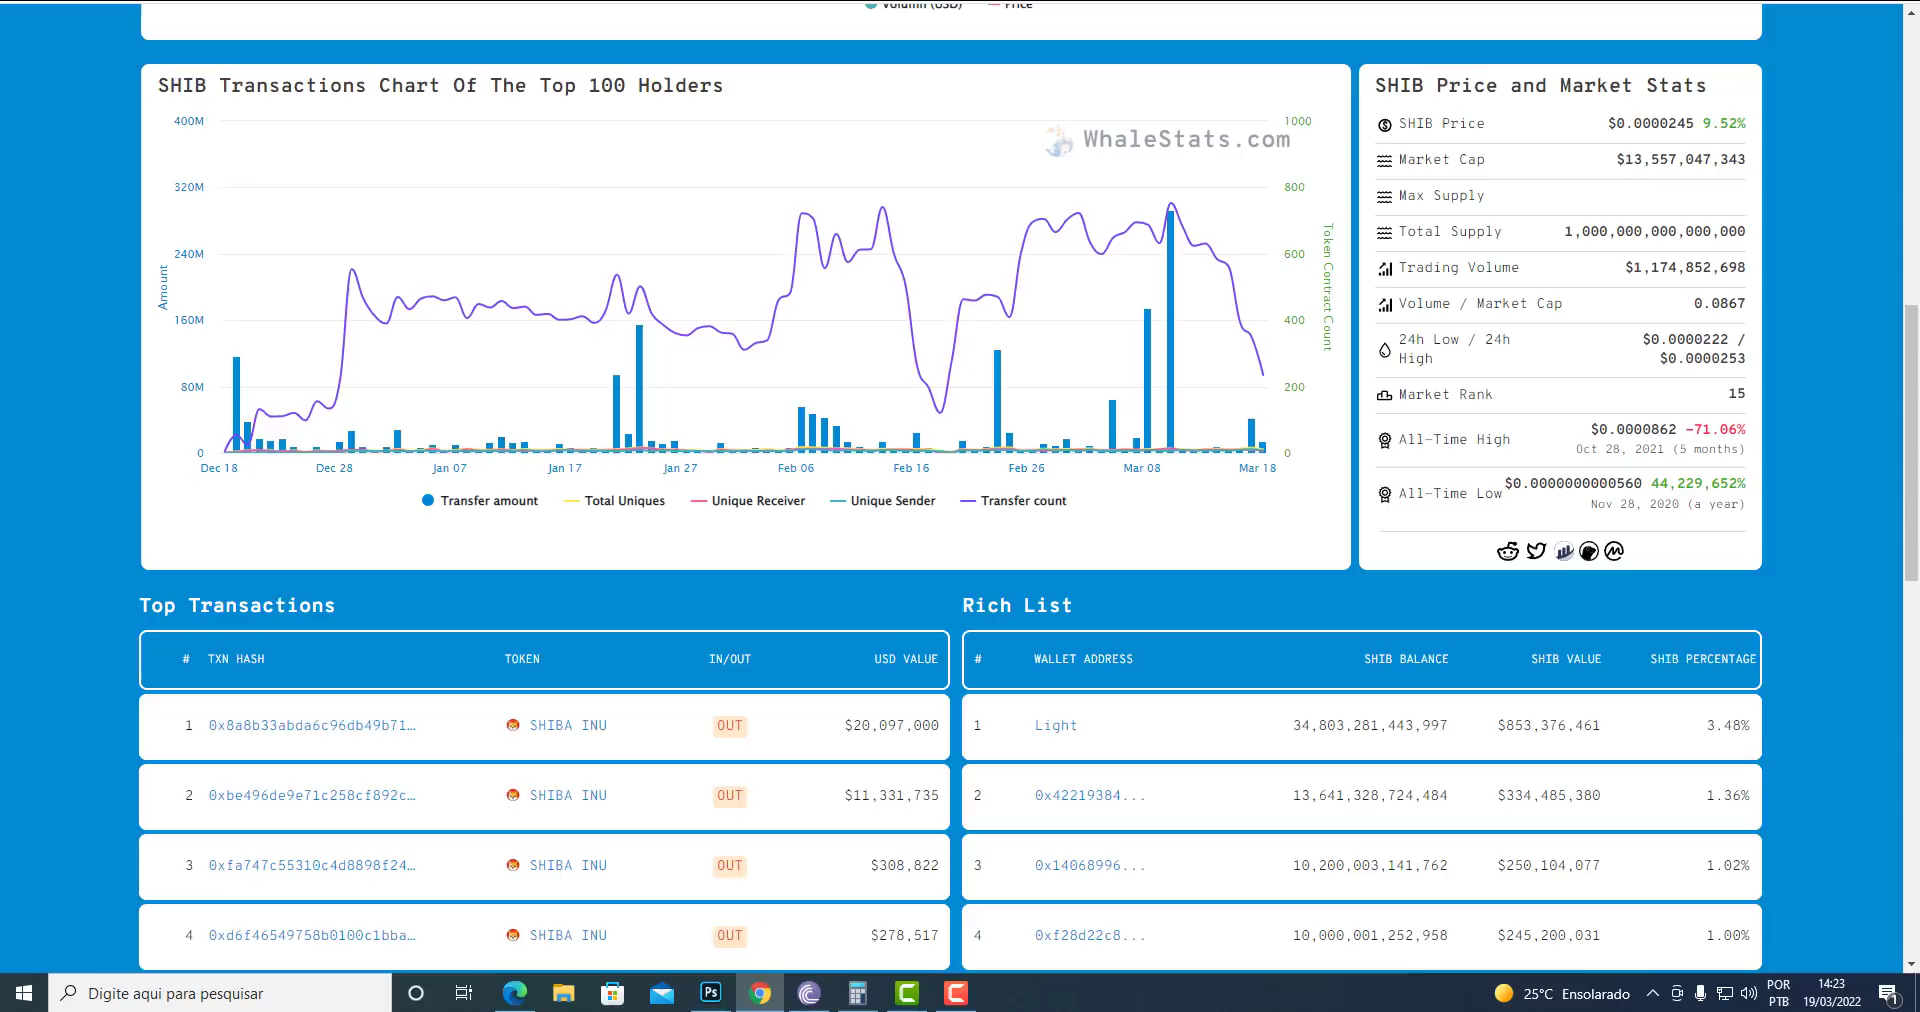 Volumn (USD) Price
SHIB Transactions Chart Of The Top 100 Holders
400M
320M
240M
160M
80M
0
Amount
WhaleStats.com
1000
800
600
400
200
0
Token Contract Count
Dec 18 Dec 28 Jan 07 Jan 17 Jan 27 Feb 06 Feb 16 Feb 26 Mar 08 Mar 18
Transfer amount Total Uniques Unique Receiver Unique Sender Transfer count
SHIB Price and Market Stats
SHIB Price $0.0000245 9.52%
Market Cap $13,557,047,343
Max Supply
Total Supply 1,000,000,000,000,000
Trading Volume $1,174,852,698
Volume / Market Cap 0.0867
24h Low / 24h High $0.0000222 /
$0.0000253
Market Rank 15
All-Time High $0.0000862 -71.06%
Oct 28, 2021 (5 months)
All-Time Low $0.0000000000560 44,229,652%
Nov 28, 2020 (a year)
Top Transactions
# TXN HASH TOKEN IN/OUT USD VALUE
1 0x8a8b33abda6c96db49b71… SHIBA INU OUT $20,097,000
2 0xbe496de9e71c258cf892c… SHIBA INU OUT $11,331,735
3 0xfa747c55310c4d8898f24… SHIBA INU OUT $308,822
4 0xd6f46549758b0100c1bba… SHIBA INU OUT $278,517
Rich List
# WALLET ADDRESS SHIB BALANCE SHIB VALUE SHIB PERCENTAGE
1 Light 34,803,281,443,997 $853,376,461 3.48%
2 0x42219384... 13,641,328,724,484 $334,485,380 1.36%
3 0x14068996... 10,200,003,141,762 $250,104,077 1.02%
4 0xf28d22c8... 10,000,001,252,958 $245,200,031 1.00%
Digite aqui para pesquisar
Ps
25°C Ensolarado
POR
PTB
14:23
19/03/2022
1